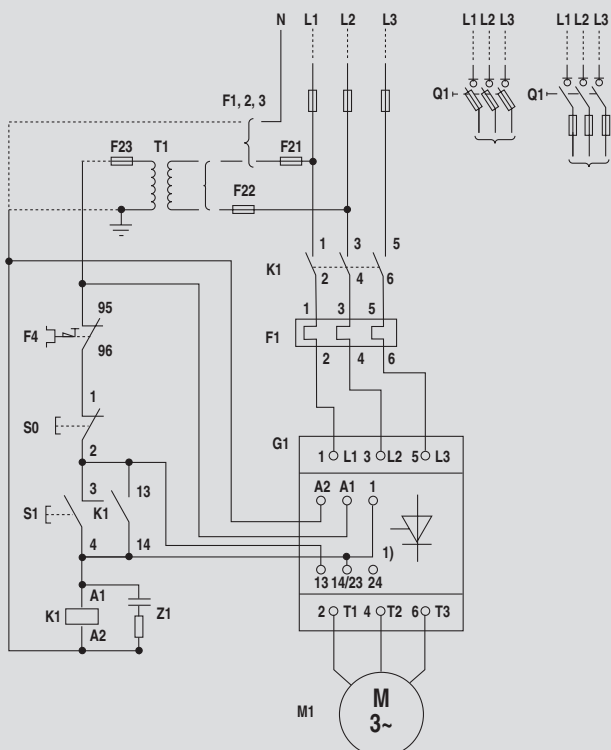 N L1 L2 L3
L1 L2 L3
L1 L2 L3
Q1
Q1
F1, 2, 3
F23 T1 F21
F22
1 3 5
K1
2 4 6
95
F4
96
1 3 5
F1
2 4 6
1
S0
2
G1
1 L1 3 L2 5 L3
A2 A1 1
3 13
S1 K1
4 14
1)
13 14/23 24
A1
K1 Z1
A2
2 T1 4 T2 6 T3
M1
M
3~